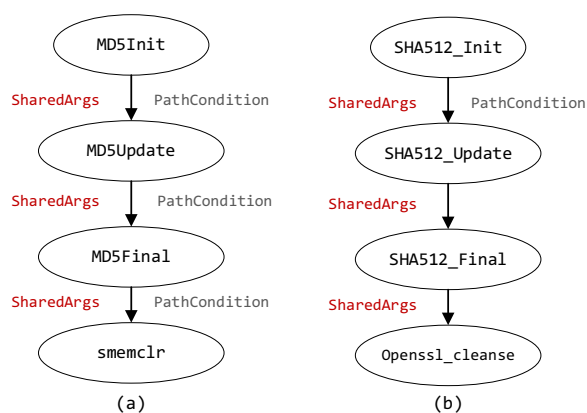 MD5Init
SharedArgs PathCondition
MD5Update
SharedArgs PathCondition
MD5Final
SharedArgs PathCondition
smemclr
(a)
SHA512_Init
SharedArgs PathCondition
SHA512_Update
SharedArgs
SHA512_Final
SharedArgs
Openssl_cleanse
(b)